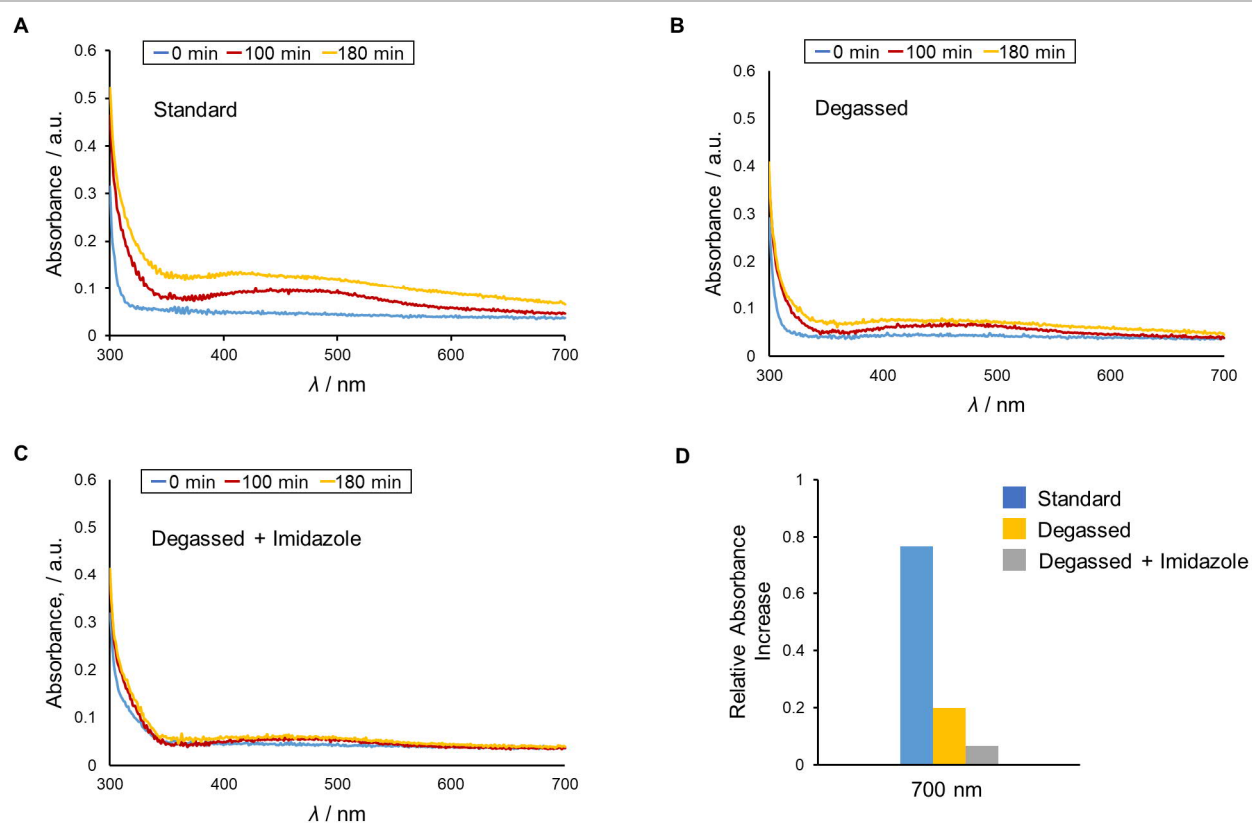 A
0 min 100 min 180 min
Standard
0.6
0.5
0.4
0.3
0.2
0.1
0
Absorbance / a.u.
300 400 500 600 700
λ / nm
B
0 min 100 min 180 min
Degassed
0.6
0.5
0.4
0.3
0.2
0.1
0
Absorbance / a.u.
300 400 500 600 700
λ / nm
C
0 min 100 min 180 min
Degassed + Imidazole
0.6
0.5
0.4
0.3
0.2
0.1
0
Absorbance, / a.u.
300 400 500 600 700
λ / nm
D
1
0.8
0.6
0.4
0.2
0
Relative Absorbance
Increase
Standard
Degassed
Degassed + Imidazole
700 nm